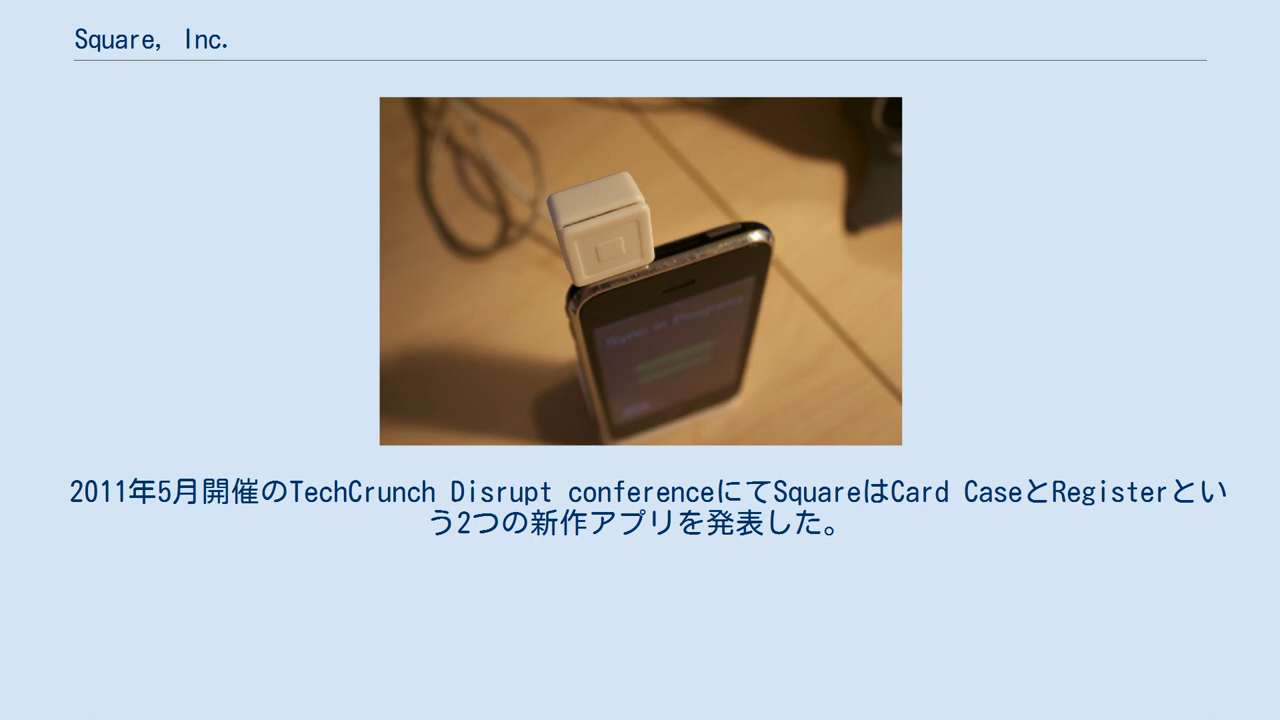 Square, Inc.
Sync in Progress
2011年5月開催のTechCrunch Disrupt conferenceにてSquareはCard CaseとRegisterとい
う2つの新作アプリを発表した。